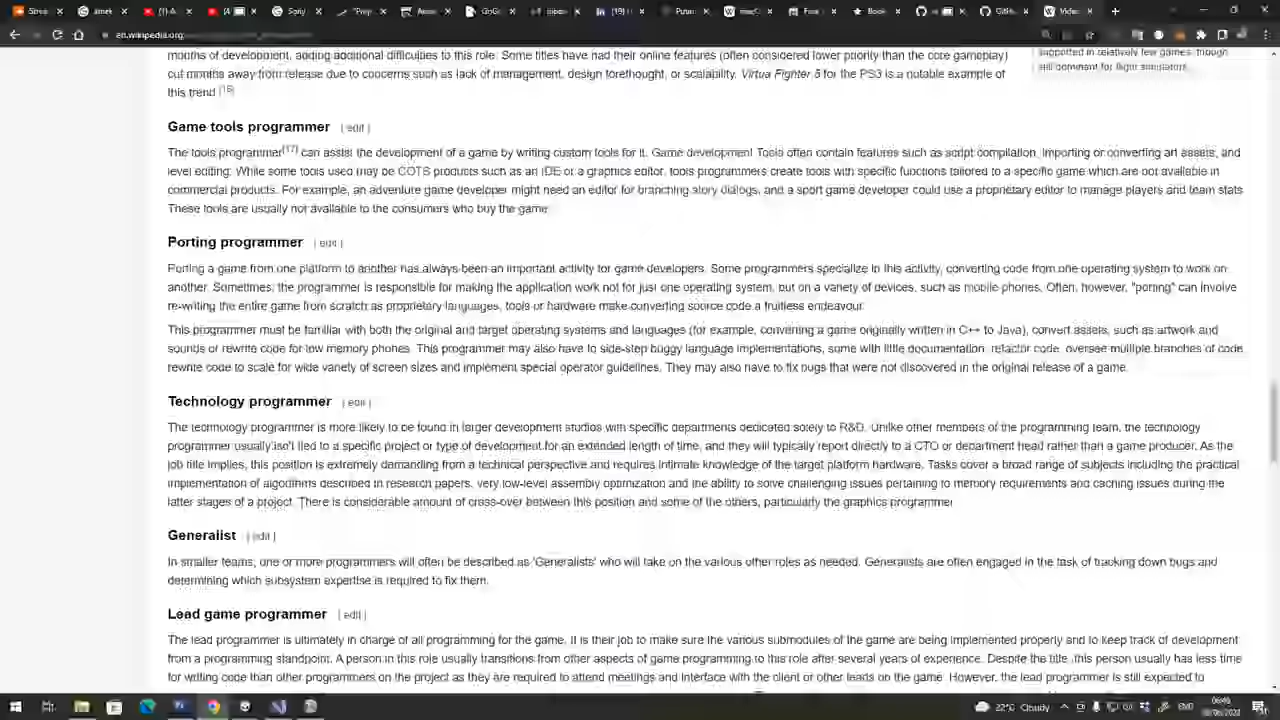 en.wikipedia.org
months of development, adding additional difficulties to this role. Some titles have had their online features (often considered lower priority than the core gameplay)
cut months away from release due to concerns such as lack of management, design forethought, or scalability. Virtua Fighter 5 for the PS3 is a notable example of
this trend.[16]
supported in relatively few games, though
still dominant for flight simulators.
Game tools programmer [ edit ]
The tools programmer[17] can assist the development of a game by writing custom tools for it. Game development Tools often contain features such as script compilation, importing or converting art assets, and
level editing. While some tools used may be COTS products such as an IDE or a graphics editor, tools programmers create tools with specific functions tailored to a specific game which are not available in
commercial products. For example, an adventure game developer might need an editor for branching story dialogs, and a sport game developer could use a proprietary editor to manage players and team stats.
These tools are usually not available to the consumers who buy the game.
Porting programmer [ edit ]
Porting a game from one platform to another has always been an important activity for game developers. Some programmers specialize in this activity, converting code from one operating system to work on
another. Sometimes, the programmer is responsible for making the application work not for just one operating system, but on a variety of devices, such as mobile phones. Often, however, "porting" can involve
re-writing the entire game from scratch as proprietary languages, tools or hardware make converting source code a fruitless endeavour.
This programmer must be familiar with both the original and target operating systems and languages (for example, converting a game originally written in C++ to Java), convert assets, such as artwork and
sounds or rewrite code for low memory phones. This programmer may also have to side-step buggy language implementations, some with little documentation, refactor code, oversee multiple branches of code,
rewrite code to scale for wide variety of screen sizes and implement special operator guidelines. They may also have to fix bugs that were not discovered in the original release of a game.
Technology programmer [ edit ]
The technology programmer is more likely to be found in larger development studios with specific departments dedicated solely to R&D. Unlike other members of the programming team, the technology
programmer usually isn't tied to a specific project or type of development for an extended length of time, and they will typically report directly to a CTO or department head rather than a game producer. As the
job title implies, this position is extremely demanding from a technical perspective and requires intimate knowledge of the target platform hardware. Tasks cover a broad range of subjects including the practical
implementation of algorithms described in research papers, very low-level assembly optimization and the ability to solve challenging issues pertaining to memory requirements and caching issues during the
latter stages of a project. There is considerable amount of cross-over between this position and some of the others, particularly the graphics programmer.
Generalist [ edit ]
In smaller teams, one or more programmers will often be described as 'Generalists' who will take on the various other roles as needed. Generalists are often engaged in the task of tracking down bugs and
determining which subsystem expertise is required to fix them.
Lead game programmer [ edit ]
The lead programmer is ultimately in charge of all programming for the game. It is their job to make sure the various submodules of the game are being implemented properly and to keep track of development
from a programming standpoint. A person in this role usually transitions from other aspects of game programming to this role after several years of experience. Despite the title, this person usually has less time
for writing code than other programmers on the project as they are required to attend meetings and interface with the client or other leads on the game. However, the lead programmer is still expected to
22°C Cloudy
ENG